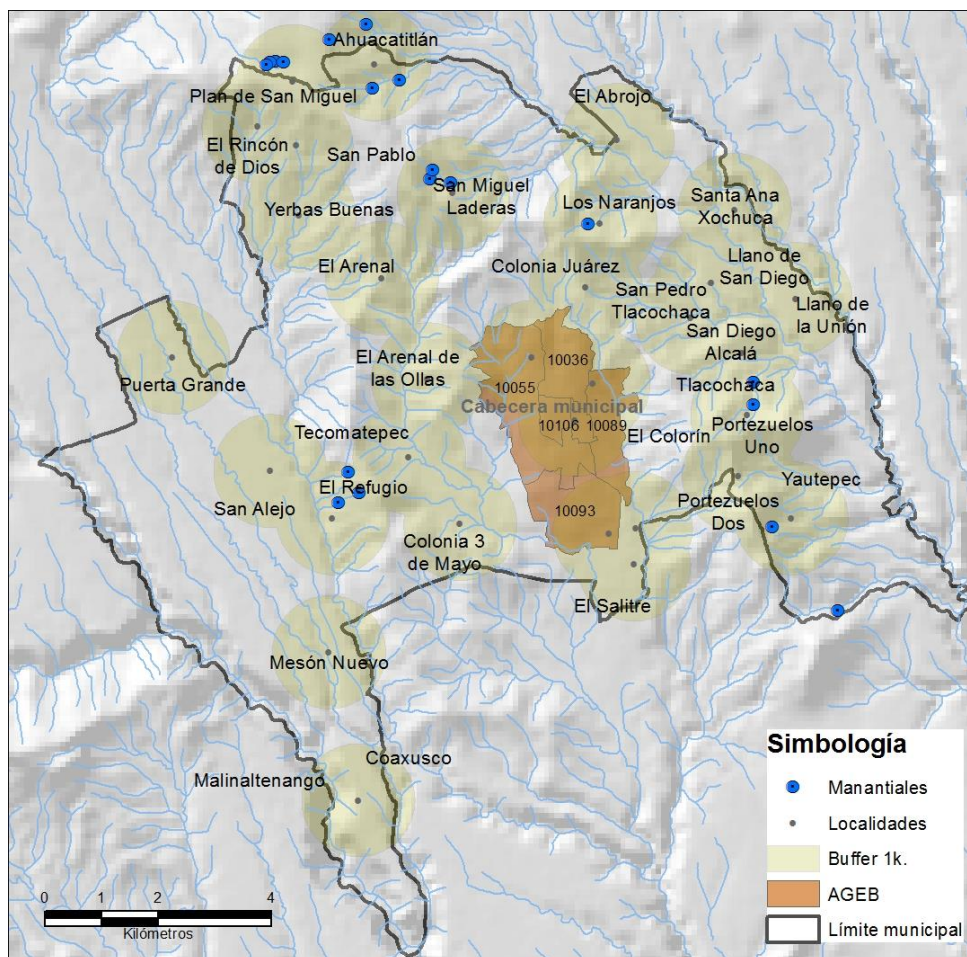 Ahuacatitlán
Plan de San Miguel
El Abrojo
El Rincón
de Dios
San Pablo
San Miguel
Laderas
Los Naranjos
Santa Ana
Xochuca
Yerbas Buenas
El Arenal
Colonia Juárez
Llano de
San Diego
San Pedro
Tlacochaca
Llano de
la Unión
San Diego
Alcalá
Puerta Grande
El Arenal de
las Ollas
10036
10055
Tlacochaca
Cabecera municipal
10106
10089
El Colorín
Portezuelos
Uno
Tecomatepec
El Refugio
San Alejo
Yautepec
Portezuelos
Dos
10093
Colonia 3
de Mayo
El Salitre
Mesón Nuevo
Coaxusco
Malinaltenango
Simbología
Manantiales
Localidades
Buffer 1k.
AGEB
Límite municipal
0 1 2 4
Kilómetros